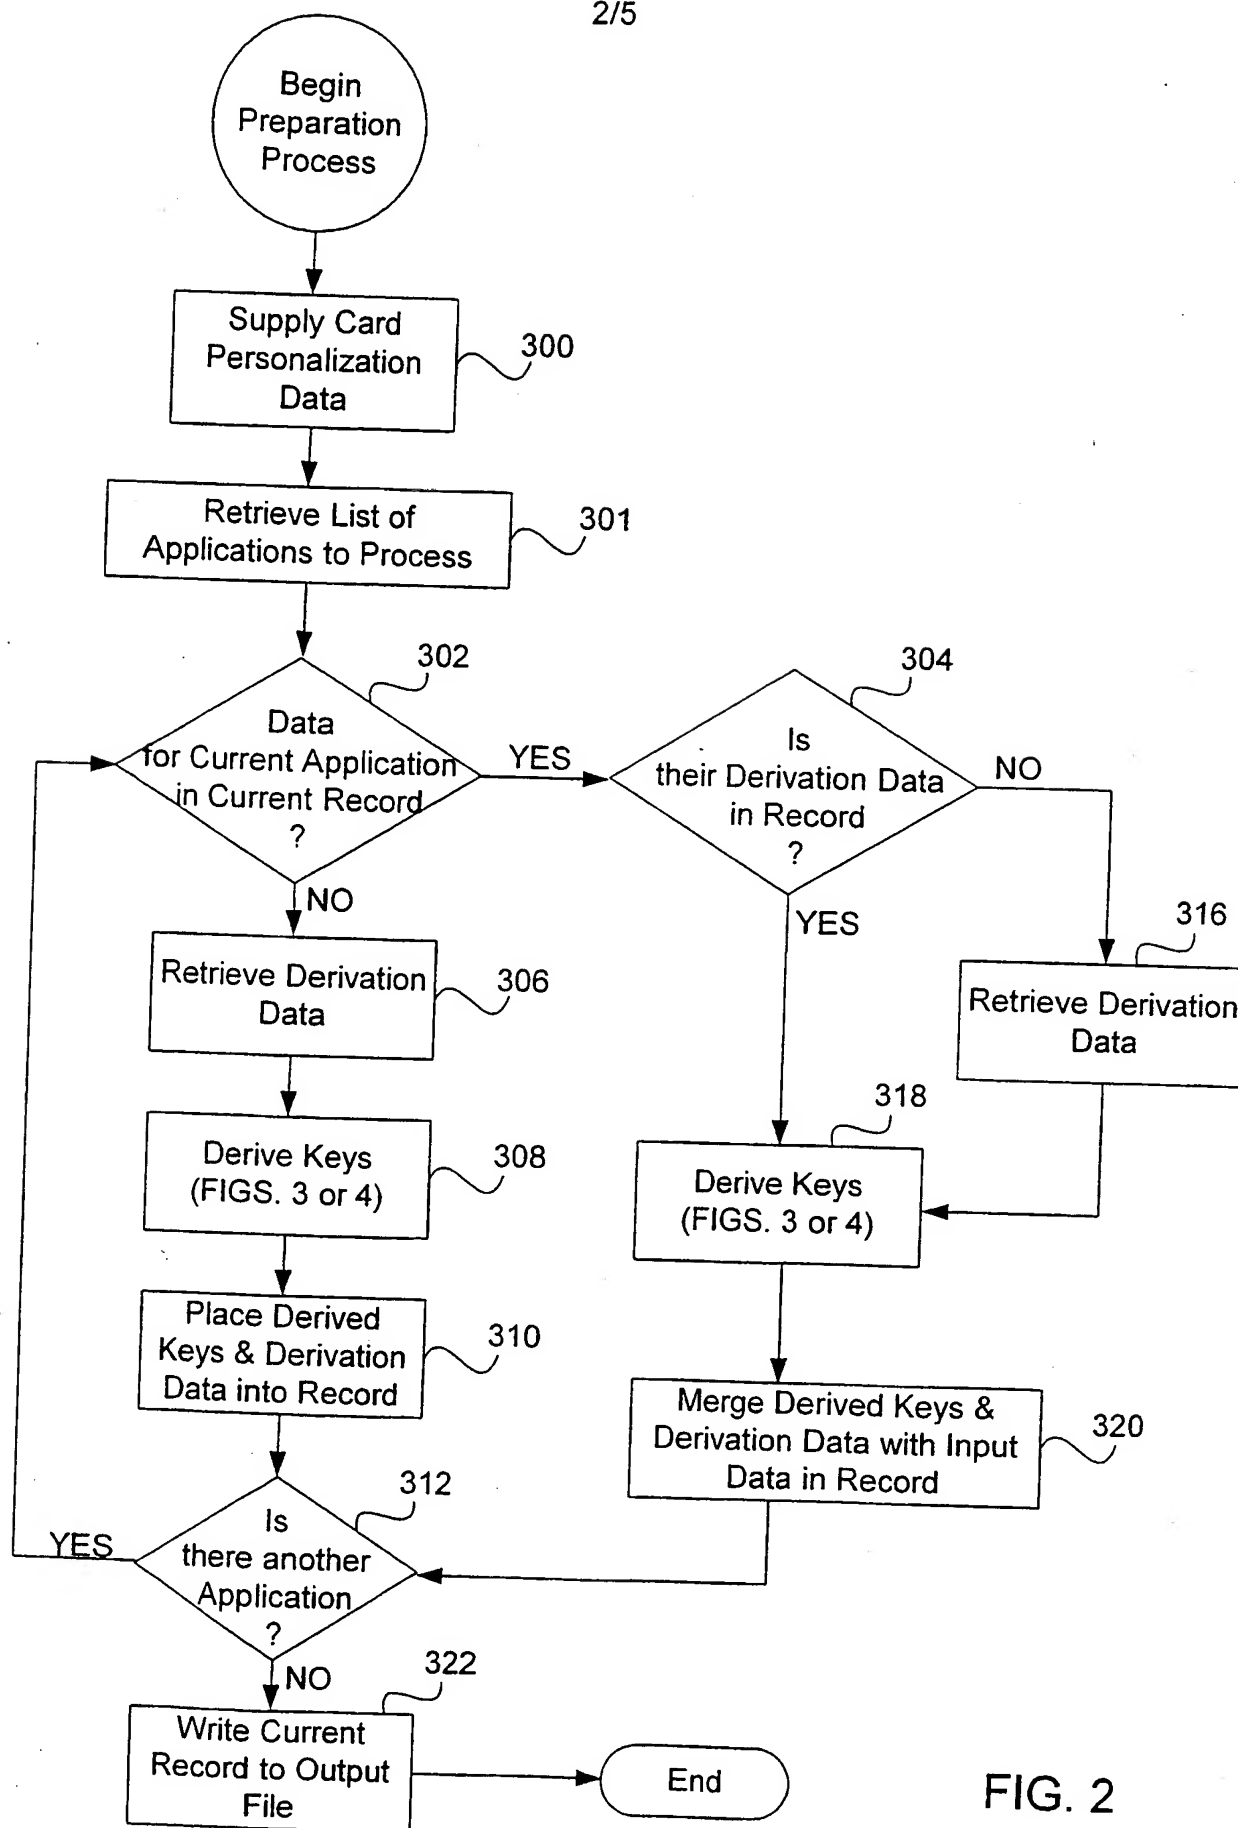 2/5
Begin
Preparation
Process
Supply Card
Personalization
Data
300
Retrieve List of
Applications to Process
301
302
Data
for Current Application
in Current Record
?
YES
NO
304
Is
their Derivation Data
in Record
?
NO
YES
Retrieve Derivation
Data
306
316
Retrieve Derivation
Data
Derive Keys
(FIGS. 3 or 4)
308
318
Derive Keys
(FIGS. 3 or 4)
Place Derived
Keys & Derivation
Data into Record
310
Merge Derived Keys &
Derivation Data with Input
Data in Record
320
312
Is
there another
Application
?
YES
NO
322
Write Current
Record to Output
File
End
FIG. 2